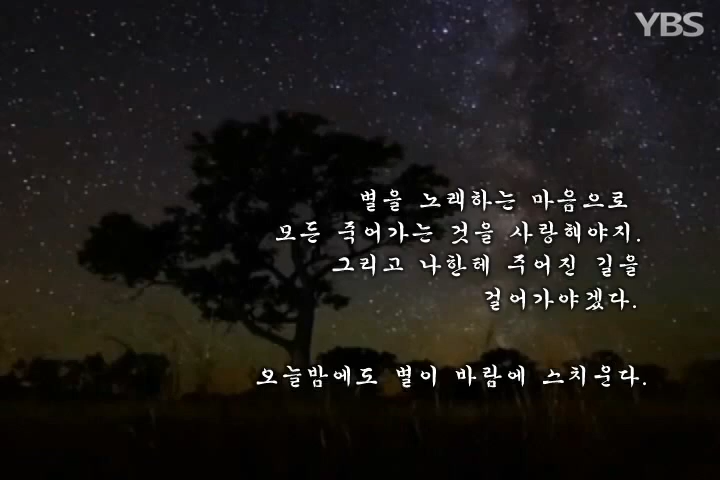 YBS
별을 노래하는 마음으로
모든 죽어가는 것을 사랑해야지.
그리고 나한테 주어진 길을
걸어가야겠다.
오늘밤에도 별이 바람에 스치운다.